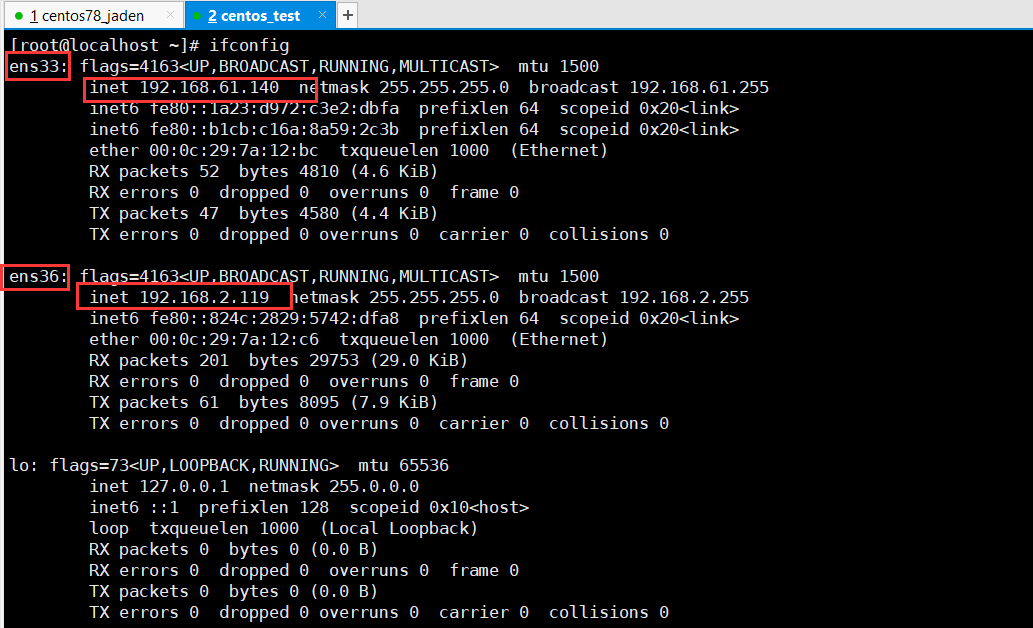 1 centos78_jaden × 2 centos_test × +
[root@localhost ~]# ifconfig
ens33: flags=4163<UP,BROADCAST,RUNNING,MULTICAST>  mtu 1500
        inet 192.168.61.140  netmask 255.255.255.0  broadcast 192.168.61.255
        inet6 fe80::1a23:d972:c3e2:dbfa  prefixlen 64  scopeid 0x20<link>
        inet6 fe80::b1cb:c16a:8a59:2c3b  prefixlen 64  scopeid 0x20<link>
        ether 00:0c:29:7a:12:bc  txqueuelen 1000  (Ethernet)
        RX packets 52  bytes 4810 (4.6 KiB)
        RX errors 0  dropped 0  overruns 0  frame 0
        TX packets 47  bytes 4580 (4.4 KiB)
        TX errors 0  dropped 0 overruns 0  carrier 0  collisions 0

ens36: flags=4163<UP,BROADCAST,RUNNING,MULTICAST>  mtu 1500
        inet 192.168.2.119  netmask 255.255.255.0  broadcast 192.168.2.255
        inet6 fe80::824c:2829:5742:dfa8  prefixlen 64  scopeid 0x20<link>
        ether 00:0c:29:7a:12:c6  txqueuelen 1000  (Ethernet)
        RX packets 201  bytes 29753 (29.0 KiB)
        RX errors 0  dropped 0  overruns 0  frame 0
        TX packets 61  bytes 8095 (7.9 KiB)
        TX errors 0  dropped 0 overruns 0  carrier 0  collisions 0

lo: flags=73<UP,LOOPBACK,RUNNING>  mtu 65536
        inet 127.0.0.1  netmask 255.0.0.0
        inet6 ::1  prefixlen 128  scopeid 0x10<host>
        loop  txqueuelen 1000  (Local Loopback)
        RX packets 0  bytes 0 (0.0 B)
        RX errors 0  dropped 0  overruns 0  frame 0
        TX packets 0  bytes 0 (0.0 B)
        TX errors 0  dropped 0 overruns 0  carrier 0  collisions 0